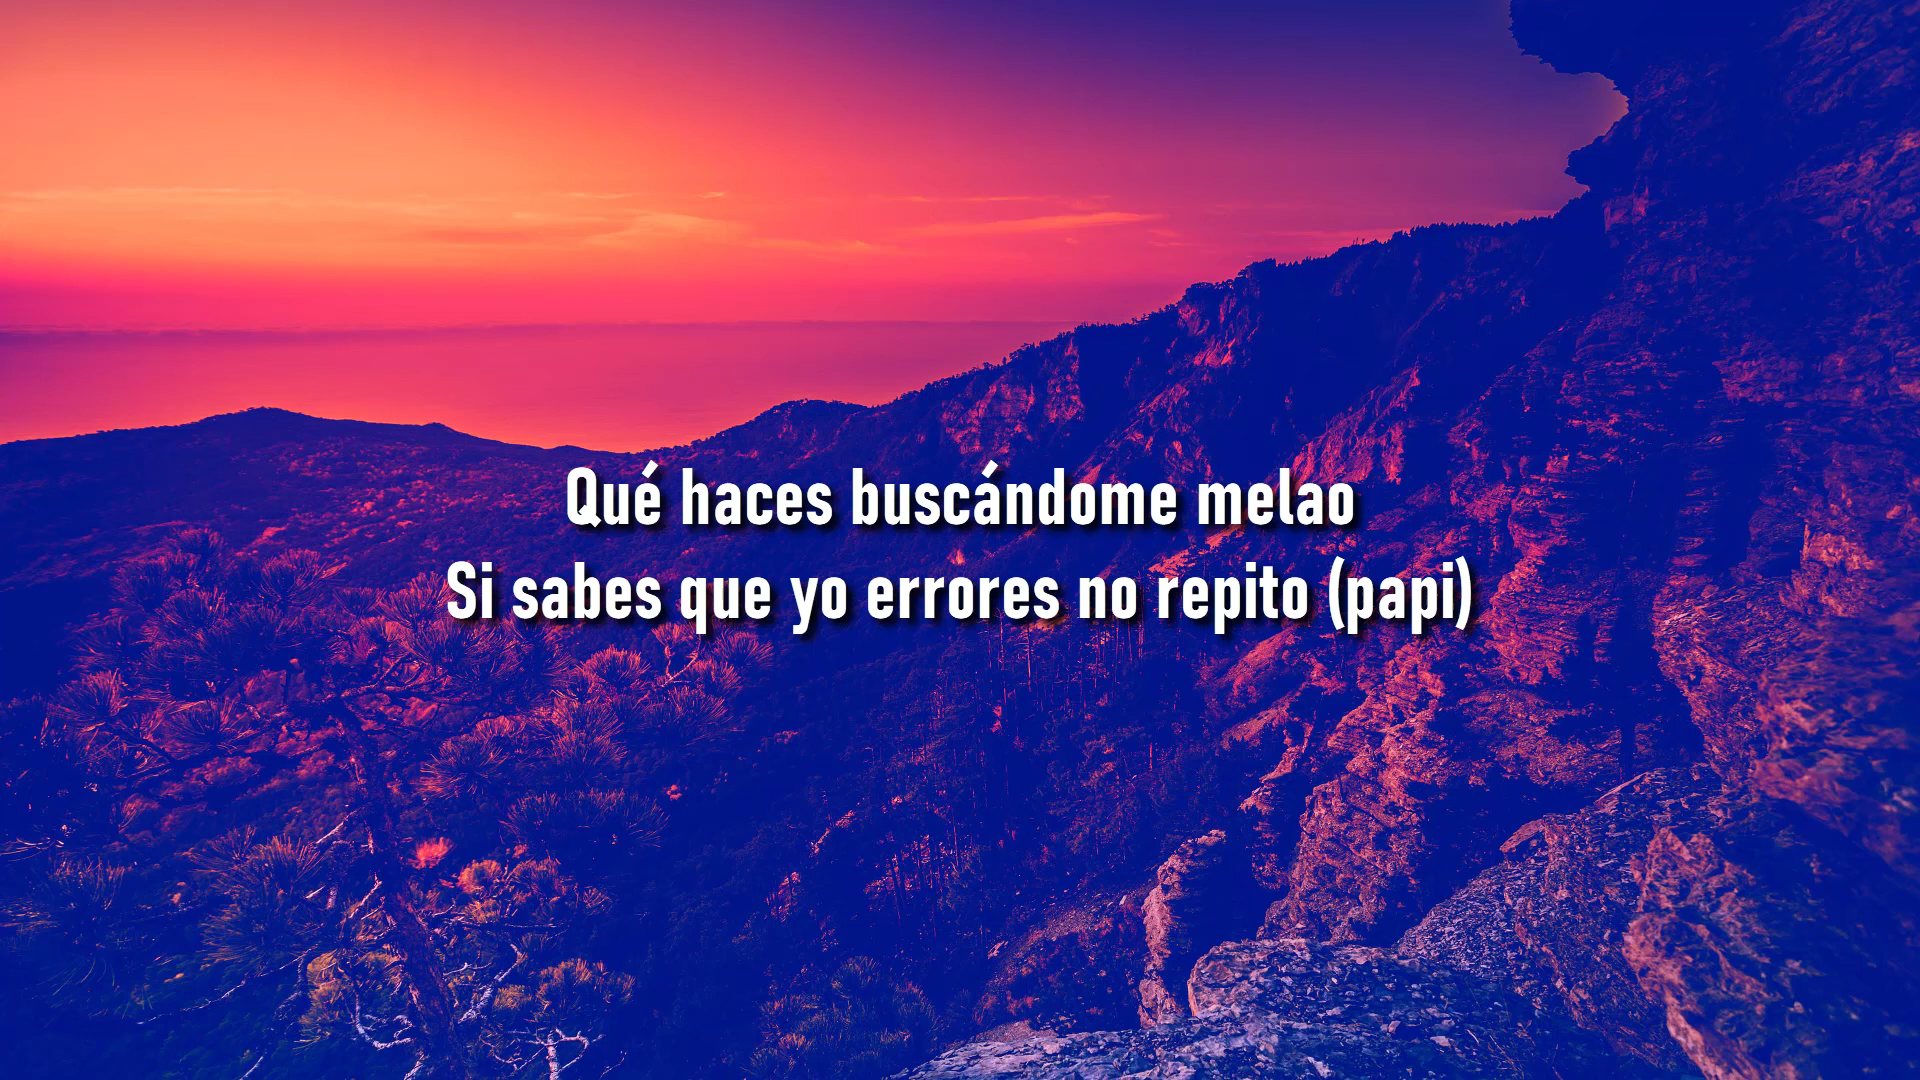 Qué haces buscándome melao
Si sabes que yo errores no repito (papi)